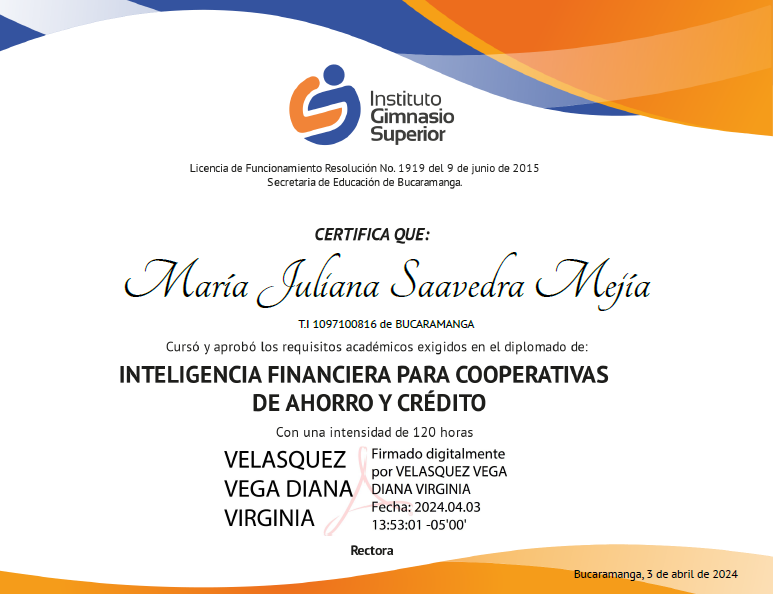 Instituto
Gimnasio
Superior
Licencia de Funcionamiento Resolución No. 1919 del 9 de junio de 2015
Secretaria de Educación de Bucaramanga.
CERTIFICA QUE:
María Juliana Saavedra Mejía
T.I 1097100816 de BUCARAMANGA
Cursó y aprobó los requisitos académicos exigidos en el diplomado de:
INTELIGENCIA FINANCIERA PARA COOPERATIVAS
DE AHORRO Y CRÉDITO
Con una intensidad de 120 horas
VELASQUEZ
VEGA DIANA
VIRGINIA
Firmado digitalmente
por VELASQUEZ VEGA
DIANA VIRGINIA
Fecha: 2024.04.03
13:53:01 -05'00'
Rectora
Bucaramanga, 3 de abril de 2024